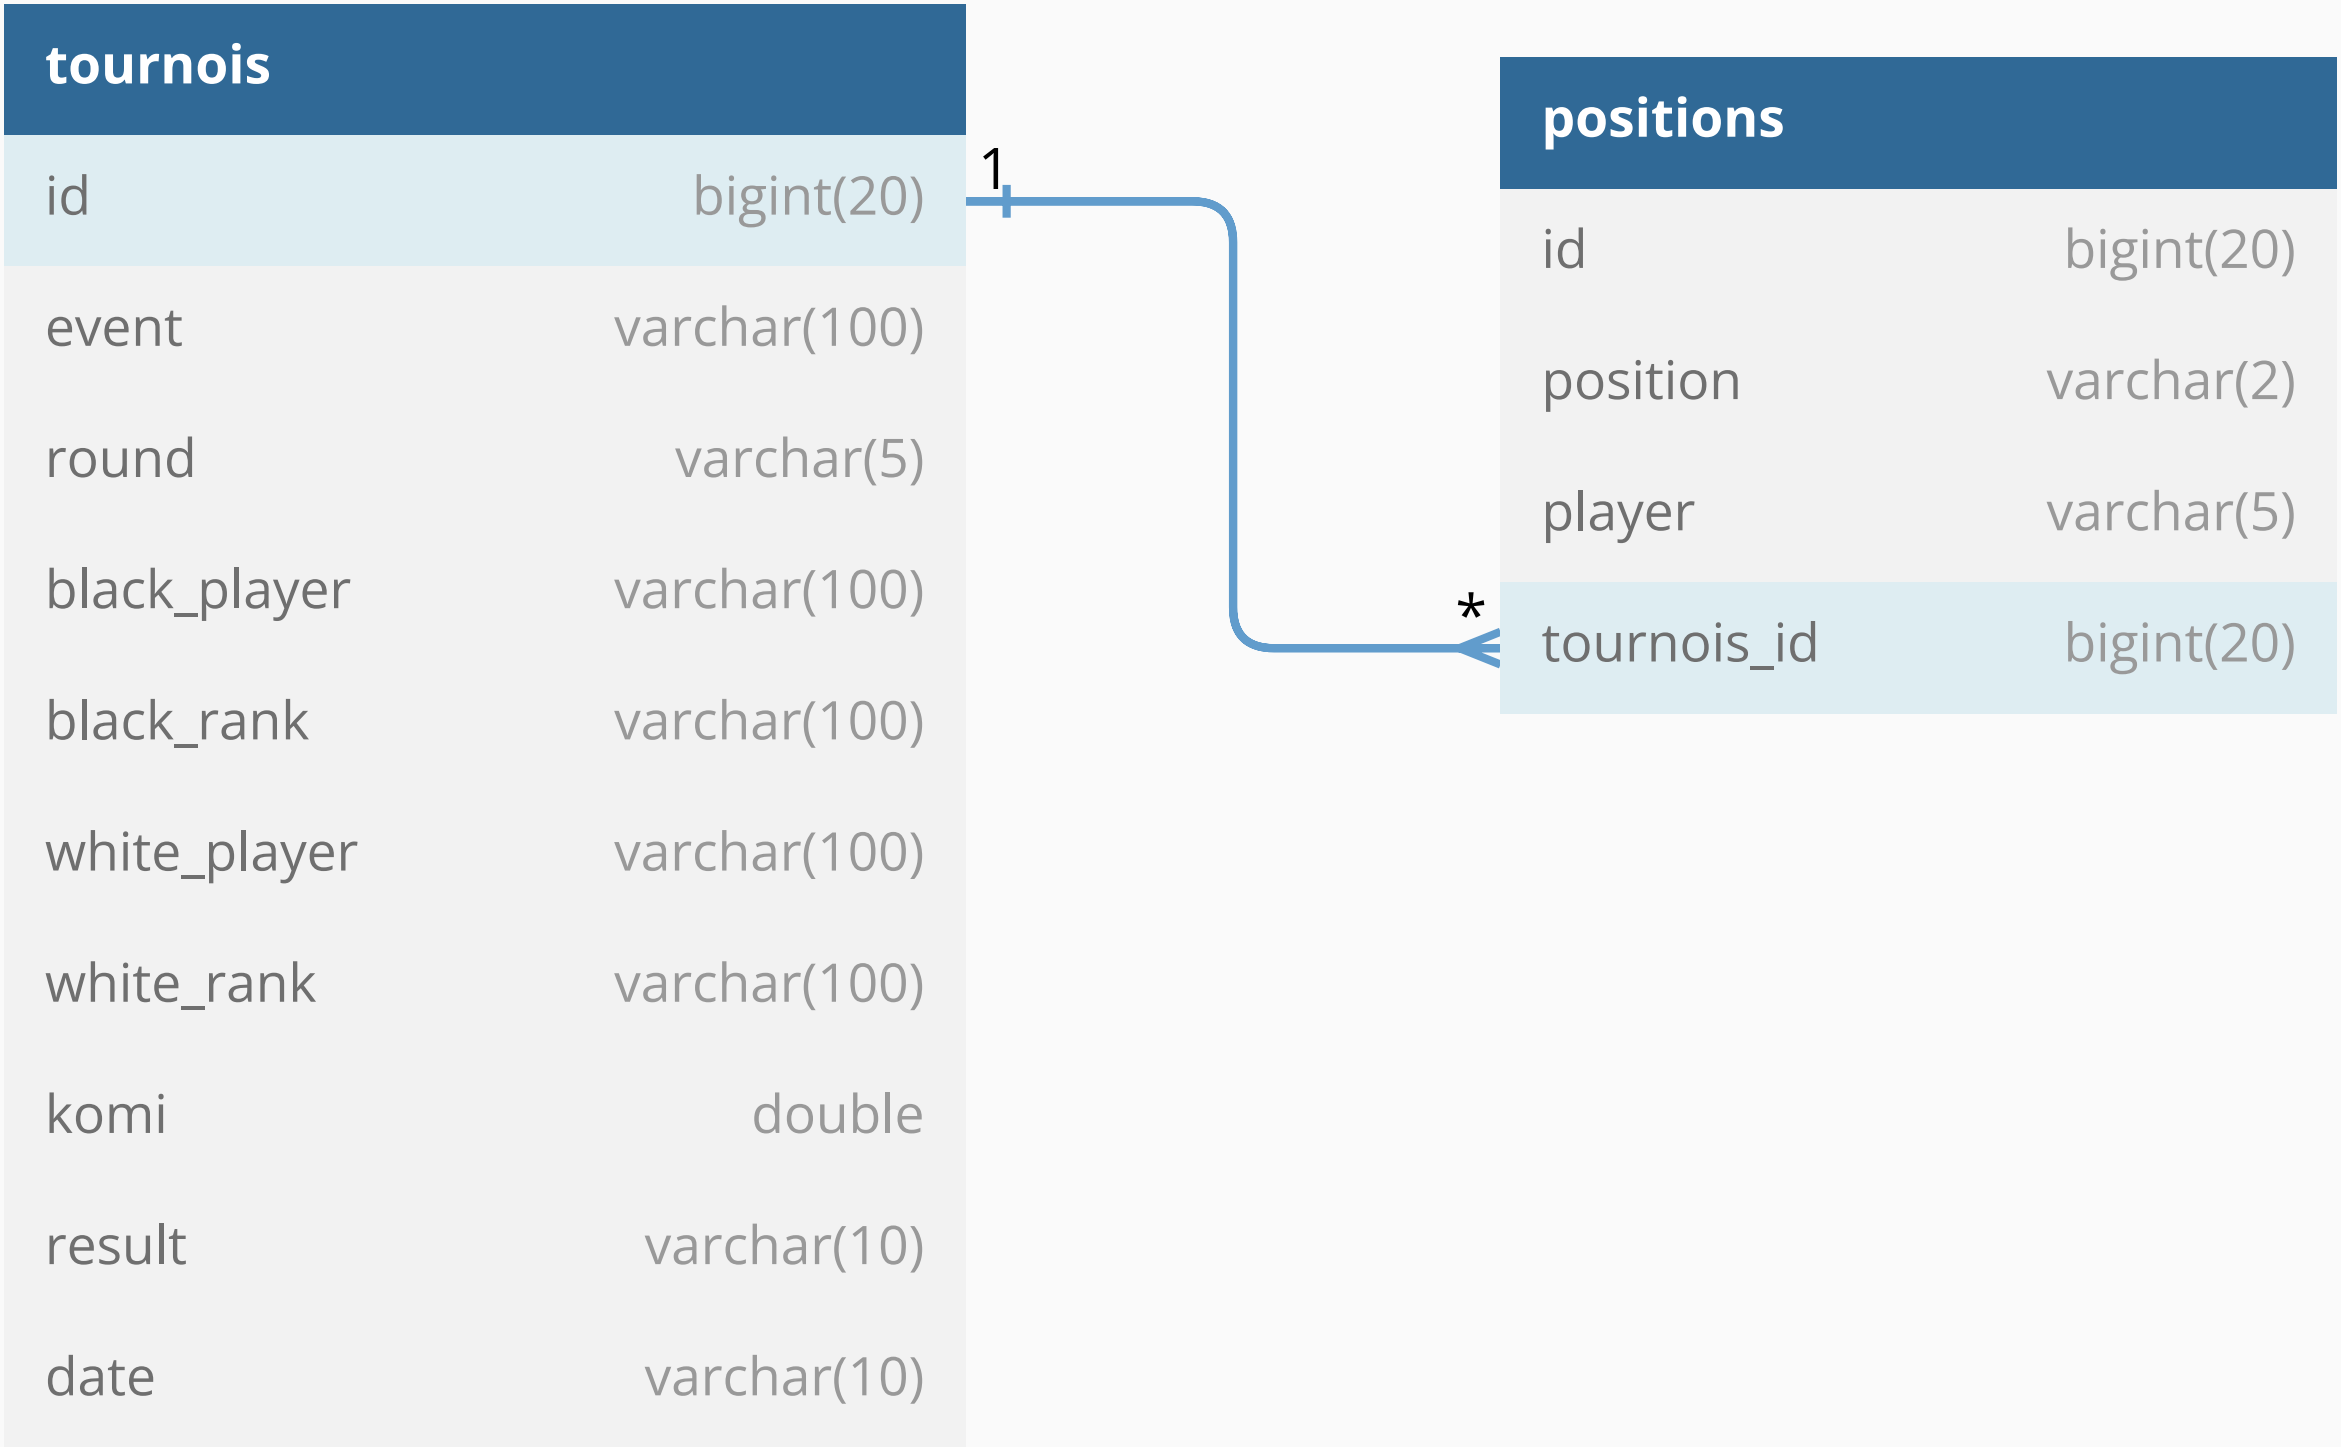 tournois
id bigint(20)
event varchar(100)
round varchar(5)
black_player varchar(100)
black_rank varchar(100)
white_player varchar(100)
white_rank varchar(100)
komi double
result varchar(10)
date varchar(10)
1
*
positions
id bigint(20)
position varchar(2)
player varchar(5)
tournois_id bigint(20)